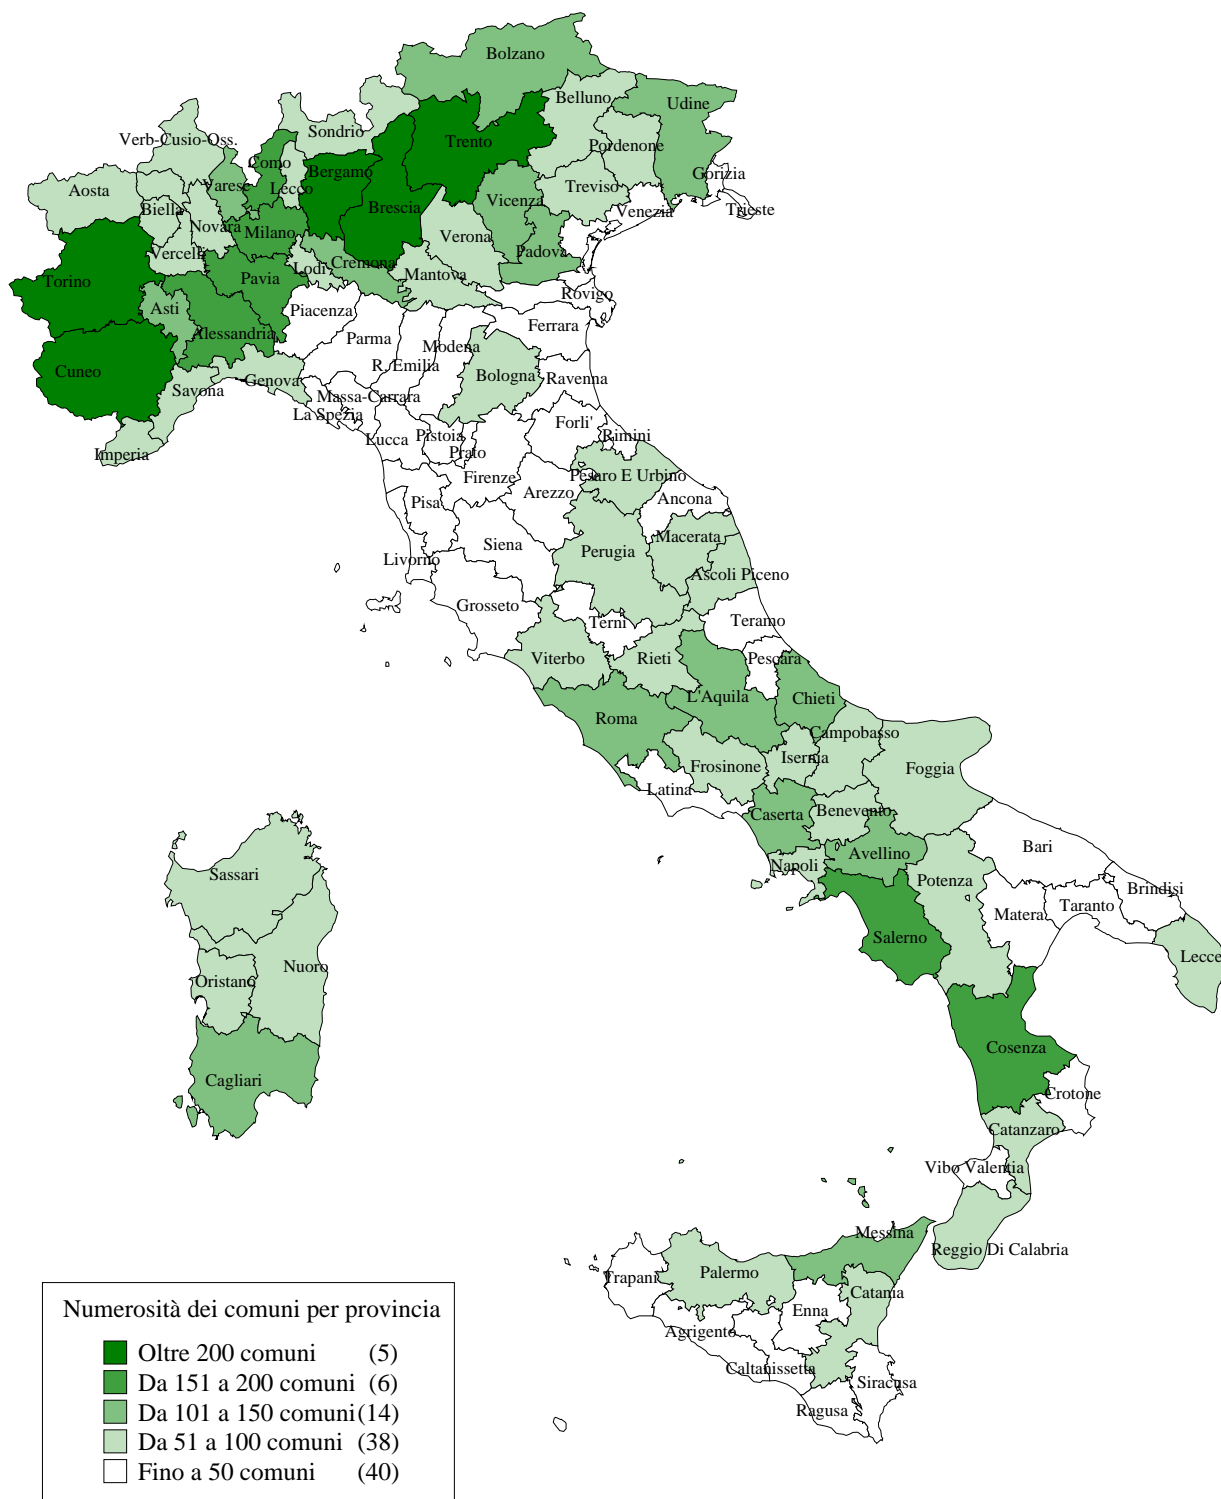 Bolzano
Belluno
Udine
Sondrio
Verb-Cusio-Oss.
Trento
Pordenone
Como
Bergamo
Gorizia
Aosta
Varese
Lecco
Treviso
Biella
Brescia
Vicenza
Venezia
Trieste
Novara
Milano
Verona
Vercelli
Padova
Lodi
Cremona
Mantova
Torino
Pavia
Rovigo
Asti
Piacenza
Ferrara
Alessandria
Parma
Modena
R. Emilia
Cuneo
Genova
Bologna
Ravenna
Savona
Massa-Carrara
La Spezia
Forli'
Lucca
Pistoia
Rimini
Imperia
Prato
Firenze
Pesaro E Urbino
Pisa
Arezzo
Ancona
Siena
Macerata
Livorno
Perugia
Ascoli Piceno
Grosseto
Terni
Teramo
Viterbo
Rieti
Pescara
L'Aquila
Chieti
Roma
Campobasso
Isernia
Frosinone
Foggia
Latina
Caserta
Benevento
Bari
Avellino
Napoli
Sassari
Potenza
Brindisi
Matera
Taranto
Salerno
Lecce
Nuoro
Oristano
Cosenza
Cagliari
Crotone
Catanzaro
Vibo Valentia
Messina
Reggio Di Calabria
Trapani
Palermo
Catania
Enna
Agrigento
Caltanissetta
Siracusa
Ragusa
Numerosità dei comuni per provincia
Oltre 200 comuni (5)
Da 151 a 200 comuni (6)
Da 101 a 150 comuni (14)
Da 51 a 100 comuni (38)
Fino a 50 comuni (40)